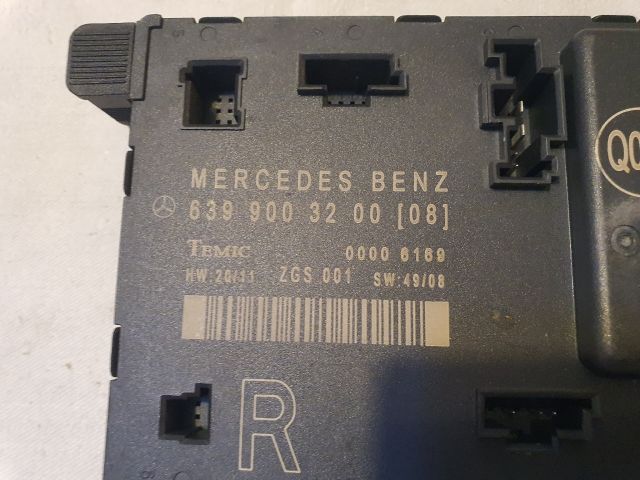 MERCEDES BENZ
639 900 32 00 [08]
TEMIC 0000 6169
HW:20/11 ZGS 001 SW:49/08
R